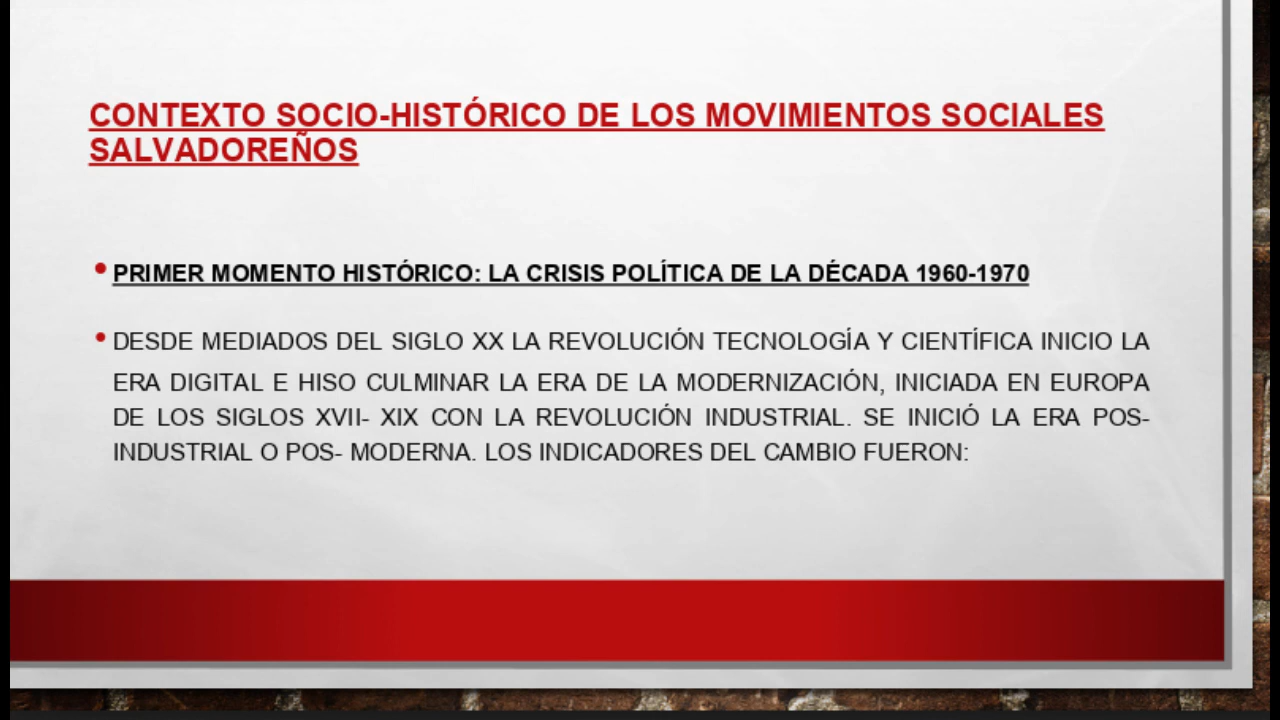 CONTEXTO SOCIO-HISTÓRICO DE LOS MOVIMIENTOS SOCIALES
SALVADOREÑOS
• PRIMER MOMENTO HISTÓRICO: LA CRISIS POLÍTICA DE LA DÉCADA 1960-1970
• DESDE MEDIADOS DEL SIGLO XX LA REVOLUCIÓN TECNOLOGÍA Y CIENTÍFICA INICIO LA
ERA DIGITAL E HISO CULMINAR LA ERA DE LA MODERNIZACIÓN, INICIADA EN EUROPA
DE LOS SIGLOS XVII- XIX CON LA REVOLUCIÓN INDUSTRIAL. SE INICIÓ LA ERA POS-
INDUSTRIAL O POS- MODERNA. LOS INDICADORES DEL CAMBIO FUERON: